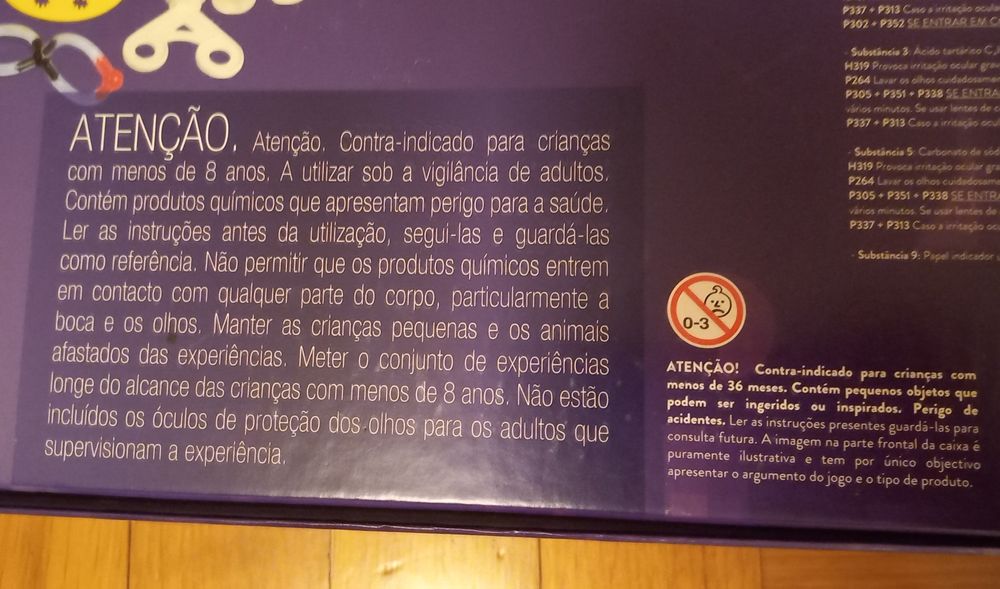 ATENÇÃO. Atenção. Contra-indicado para crianças
com menos de 8 anos. A utilizar sob a vigilância de adultos.
Contém produtos químicos que apresentam perigo para a saúde.
Ler as instruções antes da utilização, seguí-las e guardá-las
como referência. Não permitir que os produtos químicos entrem
em contacto com qualquer parte do corpo, particularmente a
boca e os olhos. Manter as crianças pequenas e os animais
afastados das experiências. Meter o conjunto de experiências
longe do alcance das crianças com menos de 8 anos. Não estão
incluídos os óculos de proteção dos olhos para os adultos que
supervisionam a experiência.
P337 + P313 Caso a irritação ocula
P302 + P352 SE ENTRAR EM C
· Substância 3: Ácido tartárico C
H319 Provoca irritação ocular grav
P264 Lavar os olhos cuidadosamen
P305 + P351 + P338 SE ENTRA
vários minutos. Se usar lentes de c
P337 + P313 Caso a irritação ocu
· Substância 5: Carbonato de sód
H319 Provoca irritação ocular gra
P264 Lavar os olhos cuidadosame
P305 + P351 + P338 SE ENTR
vários minutos. Se usar lentes de
P337 + P313 Caso a irritação ocu
· Substância 9: Papel indicador u
0-3
ATENÇÃO! Contra-indicado para crianças com
menos de 36 meses. Contém pequenos objetos que
podem ser ingeridos ou inspirados. Perigo de
acidentes. Ler as instruções presentes guardá-las para
consulta futura. A imagem na parte frontal da caixa é
puramente ilustrativa e tem por único objectivo
apresentar o argumento do jogo e o tipo de produto.